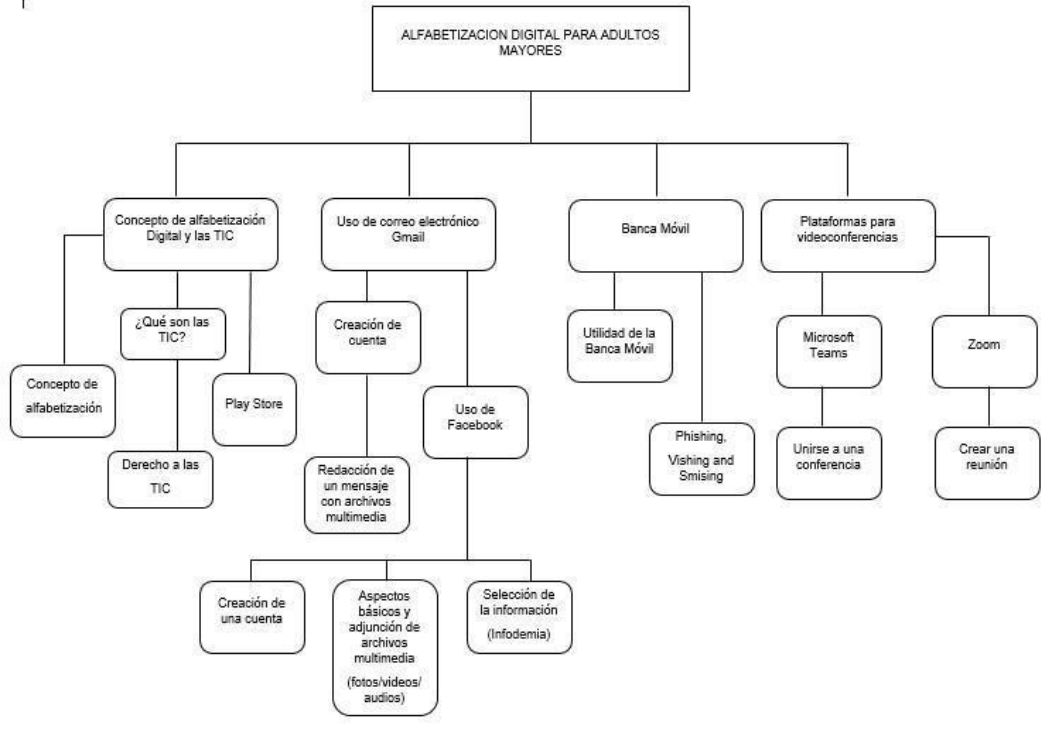 ALFABETIZACION DIGITAL PARA ADULTOS
MAYORES
Concepto de alfabetización
Digital y las TIC
Uso de correo electrónico
Gmail
Banca Móvil
Plataformas para
videoconferencias
¿Qué son las
TIC?
Creación de
cuenta
Utilidad de la
Banca Móvil
Microsoft
Teams
Zoom
Concepto de
alfabetización
Play Store
Uso de
Facebook
Derecho a las
TIC
Redacción de
un mensaje
con archivos
multimedia
Phishing,
Vishing and
Smising
Unirse a una
conferencia
Crear una
reunión
Creación de
una cuenta
Aspectos
básicos y
adjunción de
archivos
multimedia
(fotos/videos/
audios)
Selección de
la información
(Infodemia)